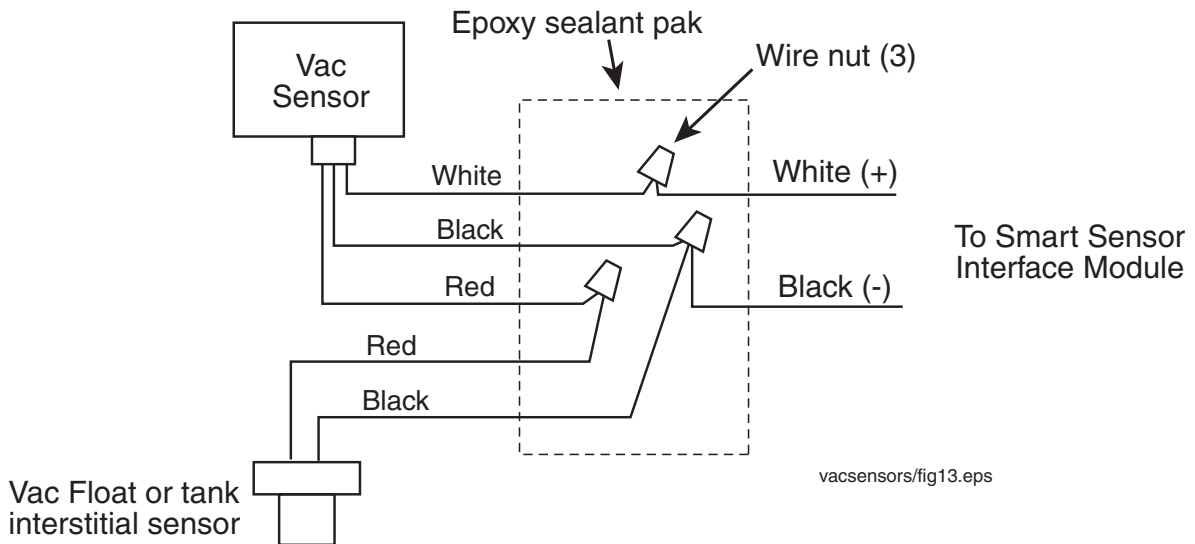 Epoxy sealant pak
Wire nut (3)
Vac
Sensor
White
White (+)
Black
To Smart Sensor
Interface Module
Red
Black (-)
Red
Black
vacsensors/fig13.eps
Vac Float or tank
interstitial sensor